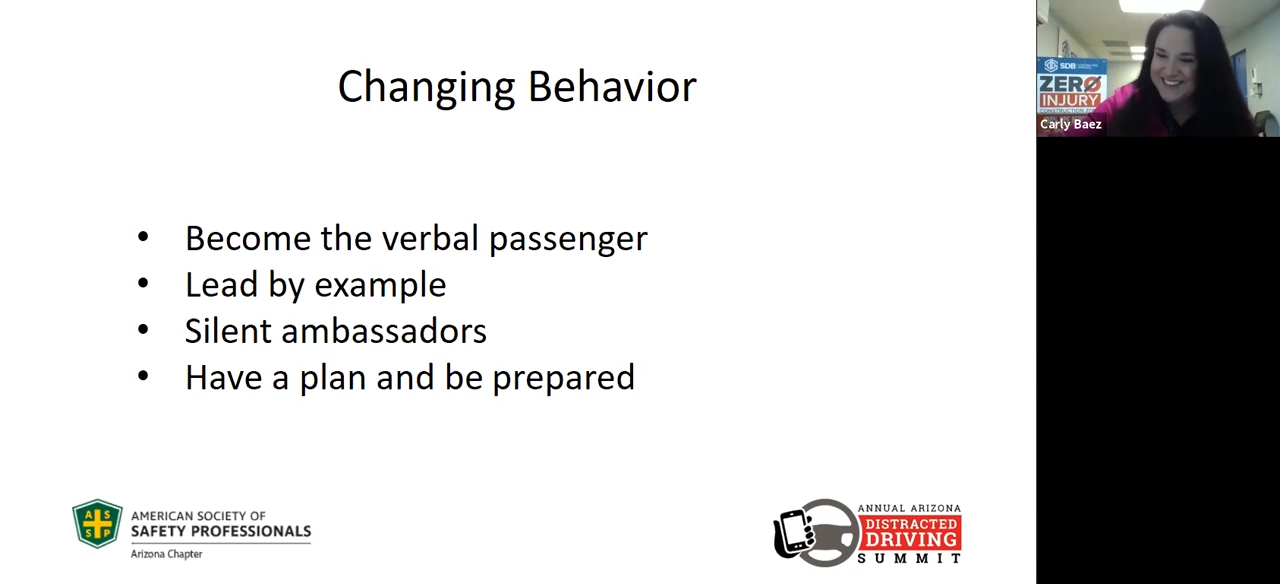 Changing Behavior
• Become the verbal passenger
• Lead by example
• Silent ambassadors
• Have a plan and be prepared
A S
S P
AMERICAN SOCIETY OF
SAFETY PROFESSIONALS
Arizona Chapter
ANNUAL ARIZONA
DISTRACTED
DRIVING
SUMMIT
SDB
ZERØ
INJURY
Carly Baez